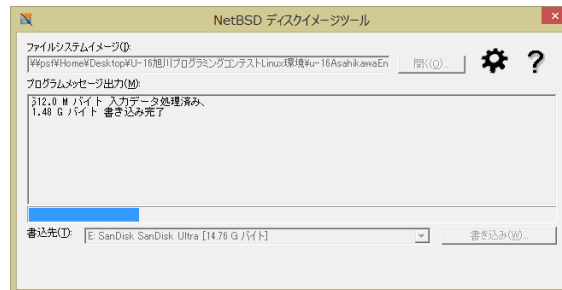 NetBSD ディスクイメージツール
ファイルシステムイメージ(I):
¥¥psf¥Home¥Desktop¥U-16旭川プログラミングコンテストLinux環境¥u-16AsahikawaEn
開く(O)...
?
プログラムメッセージ出力(M):
512.0 M バイト 入力データ処理済み、
1.48 G バイト 書き込み完了
書込先(T):
E: SanDisk SanDisk Ultra [14.76 G バイト]
書き込み(W)...